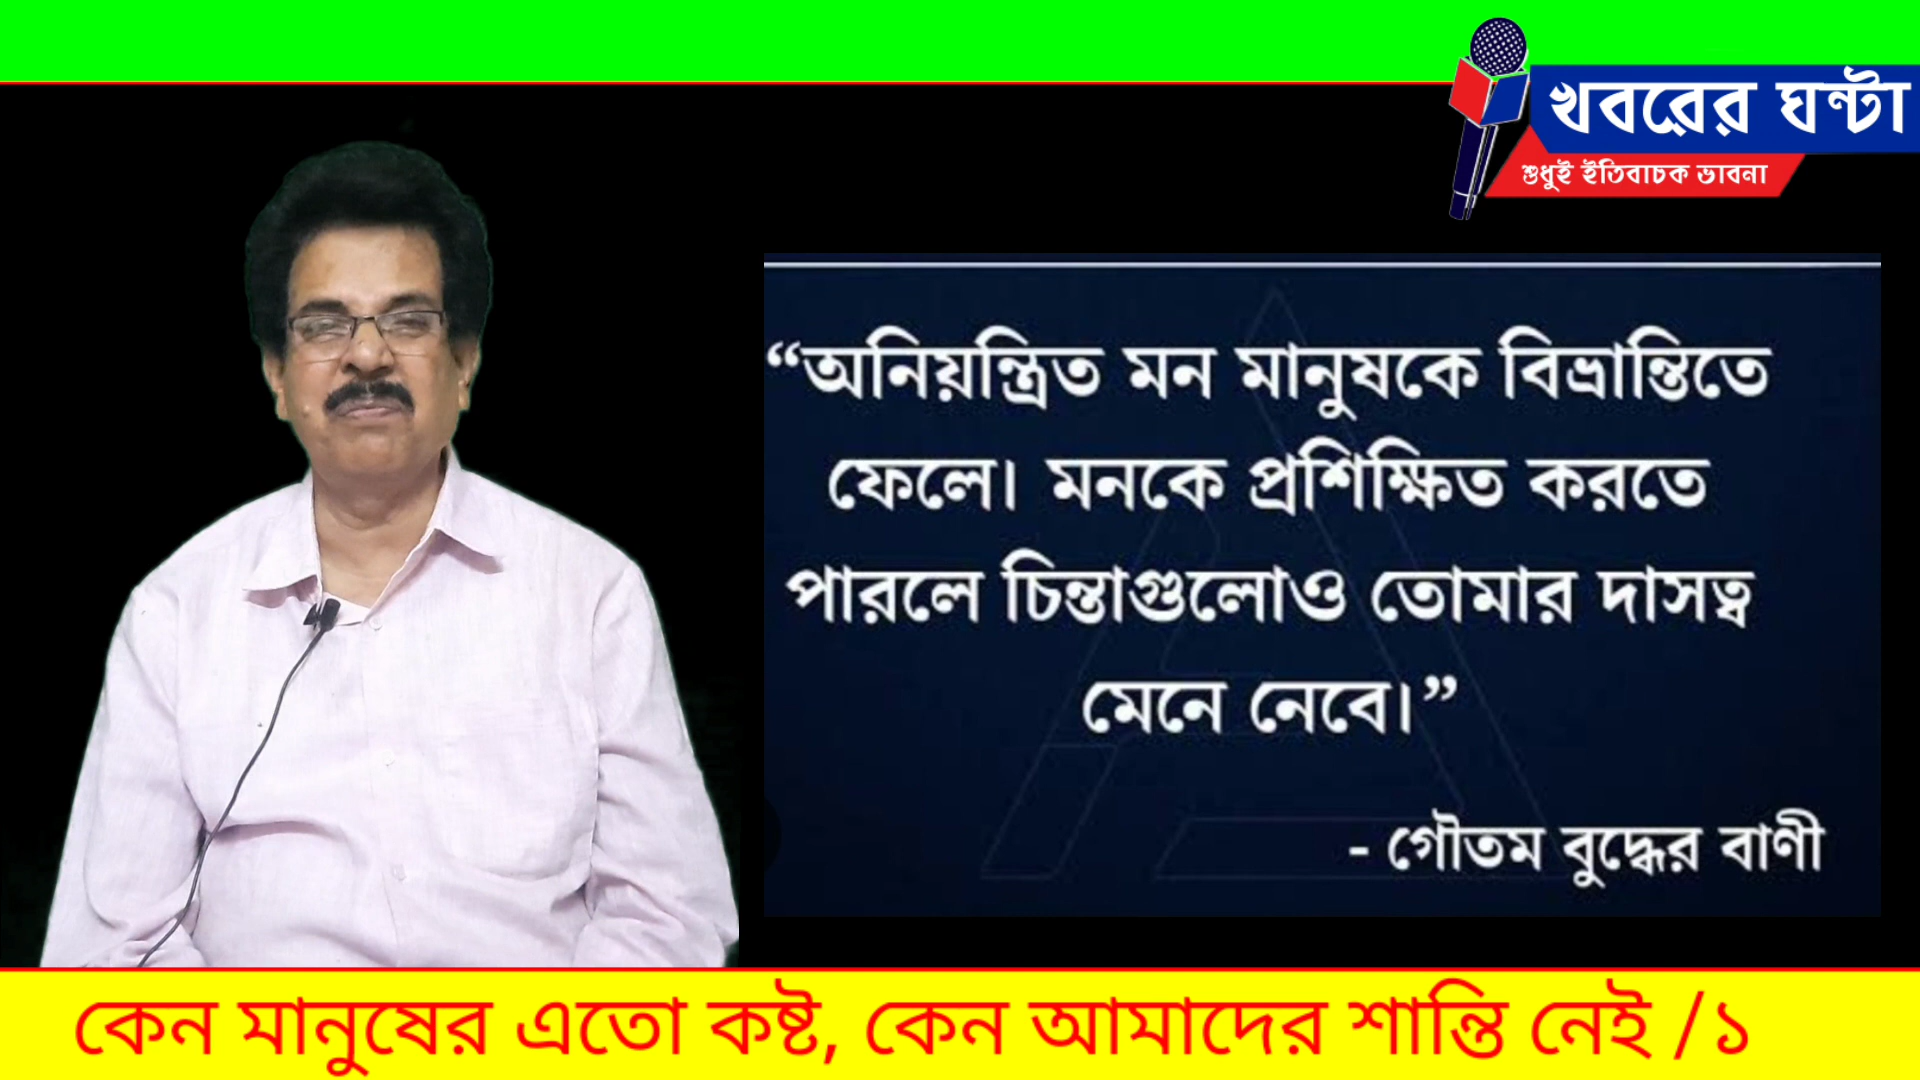 খবরের ঘন্টা
শুধুই ইতিবাচক ভাবনা
“অনিয়ন্ত্রিত মন মানুষকে বিভ্রান্তিতে
ফেলে। মনকে প্রশিক্ষিত করতে
পারলে চিন্তাগুলোও তোমার দাসত্ব
মেনে নেবে।”
- গৌতম বুদ্ধের বাণী
কেন মানুষের এতো কষ্ট, কেন আমাদের শান্তি নেই /১